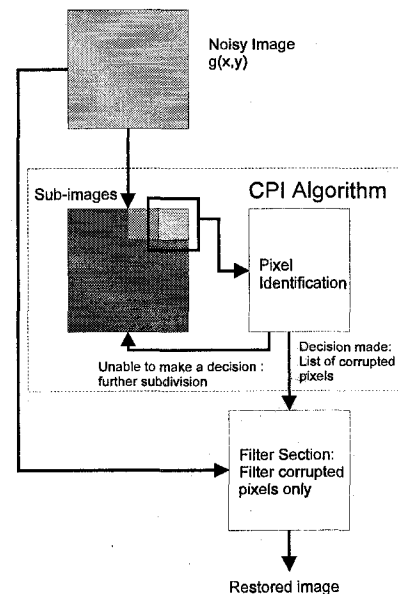 Noisy Image
g(x,y)
Sub-images
CPI Algorithm
Pixel
Identification
Unable to make a decision :
further subdivision
Decision made:
List of corrupted
pixels
Filter Section:
Filter corrupted
pixels only
Restored image